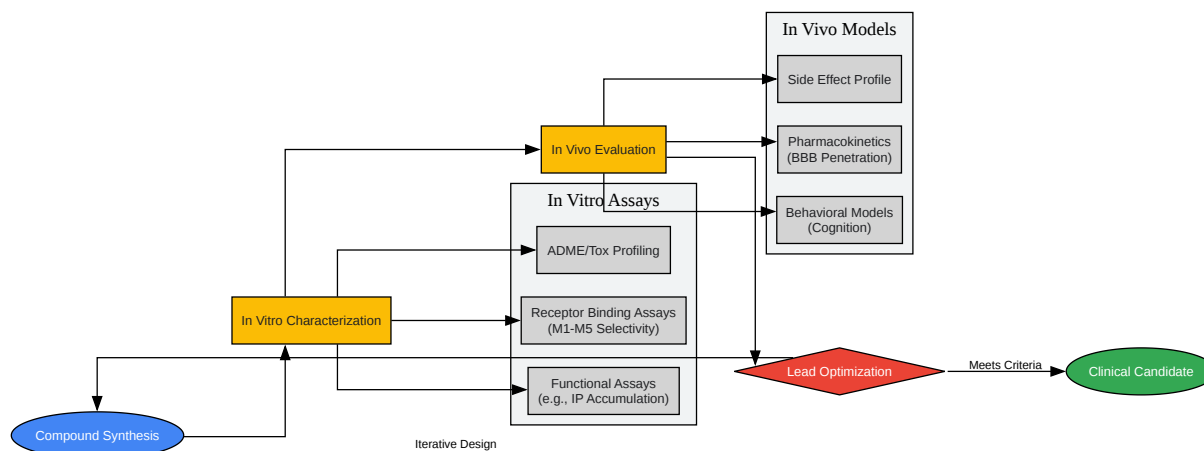 In Vivo Models
Side Effect Profile
In Vivo Evaluation
Pharmacokinetics
(BBB Penetration)
In Vitro Assays
Behavioral Models
(Cognition)
ADME/Tox Profiling
In Vitro Characterization
Receptor Binding Assays
(M1-M5 Selectivity)
Lead Optimization
Meets Criteria
Clinical Candidate
Functional Assays
(e.g., IP Accumulation)
Compound Synthesis
Iterative Design